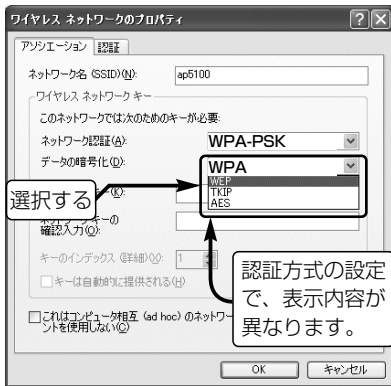 ワイヤレス ネットワークのプロパティ
アソシエーション 認証
ネットワーク名 (SSID)(N): ap5100
ワイヤレス ネットワーク キー
このネットワークでは次のためのキーが必要:
ネットワーク認証(A): WPA-PSK
データの暗号化(D): WPA
WEP
TKIP
AES
選択する
キーの
確認入力(O):
キーのインデックス (詳細)(X): 1
キーは自動的に提供される(H)
認証方式の設定
で、表示内容が
異なります。
これはコンピュータ相互 (ad hoc) のネットワー
ントを使用しない(C)
OK キャンセル